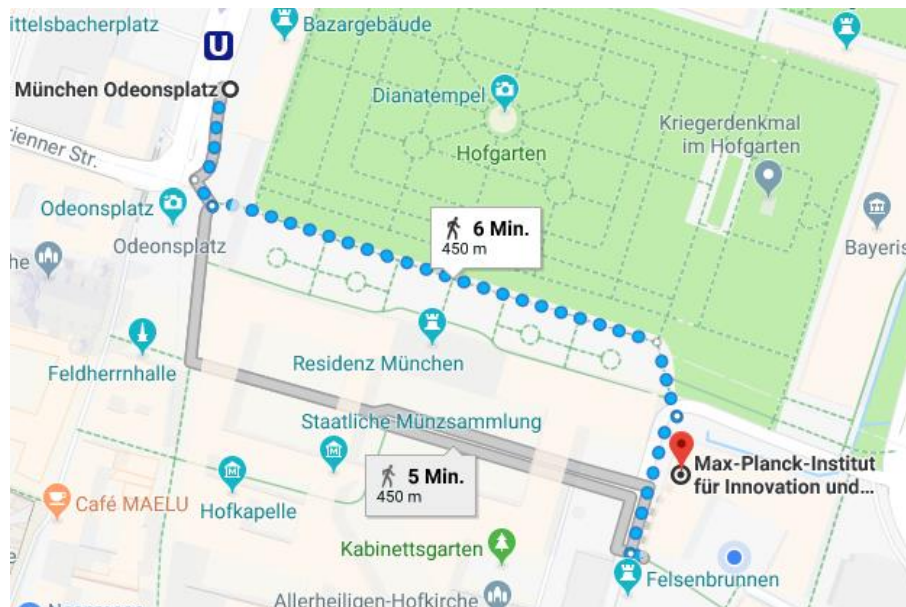 ittelsbacherplatz
Bazargebäude
U
München Odeonsplatz
Dianatempel
Hofgarten
Kriegerdenkmal
im Hofgarten
rienner Str.
Odeonsplatz
Odeonsplatz
6 Min.
450 m
Bayeris
he
Residenz München
Feldherrnhalle
Staatliche Münzsammlung
M
Max-Planck-Institut
für Innovation und...
5 Min.
450 m
M
Café MAELU
Hofkapelle
Kabinettsgarten
Felsenbrunnen
Allerheiligen-Hofkirche